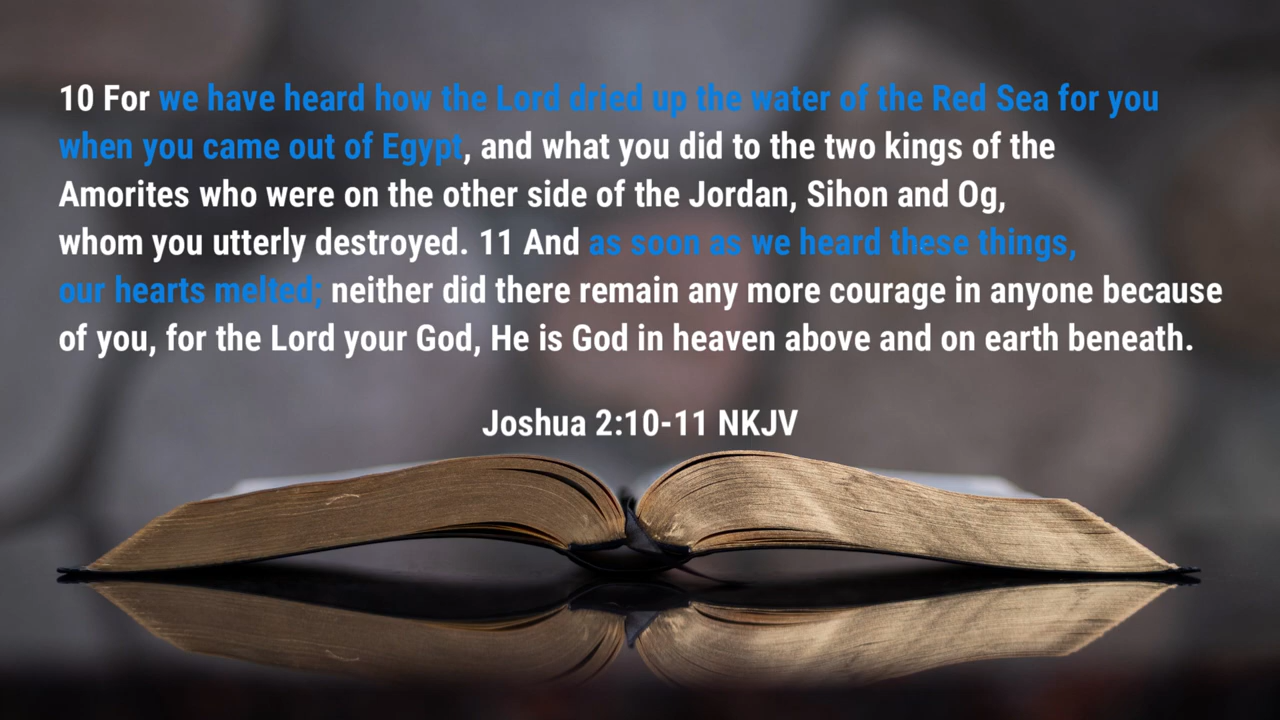 10 For we have heard how the Lord dried up the water of the Red Sea for you
when you came out of Egypt, and what you did to the two kings of the
Amorites who were on the other side of the Jordan, Sihon and Og,
whom you utterly destroyed. 11 And as soon as we heard these things,
our hearts melted; neither did there remain any more courage in anyone because
of you, for the Lord your God, He is God in heaven above and on earth beneath.
Joshua 2:10-11 NKJV